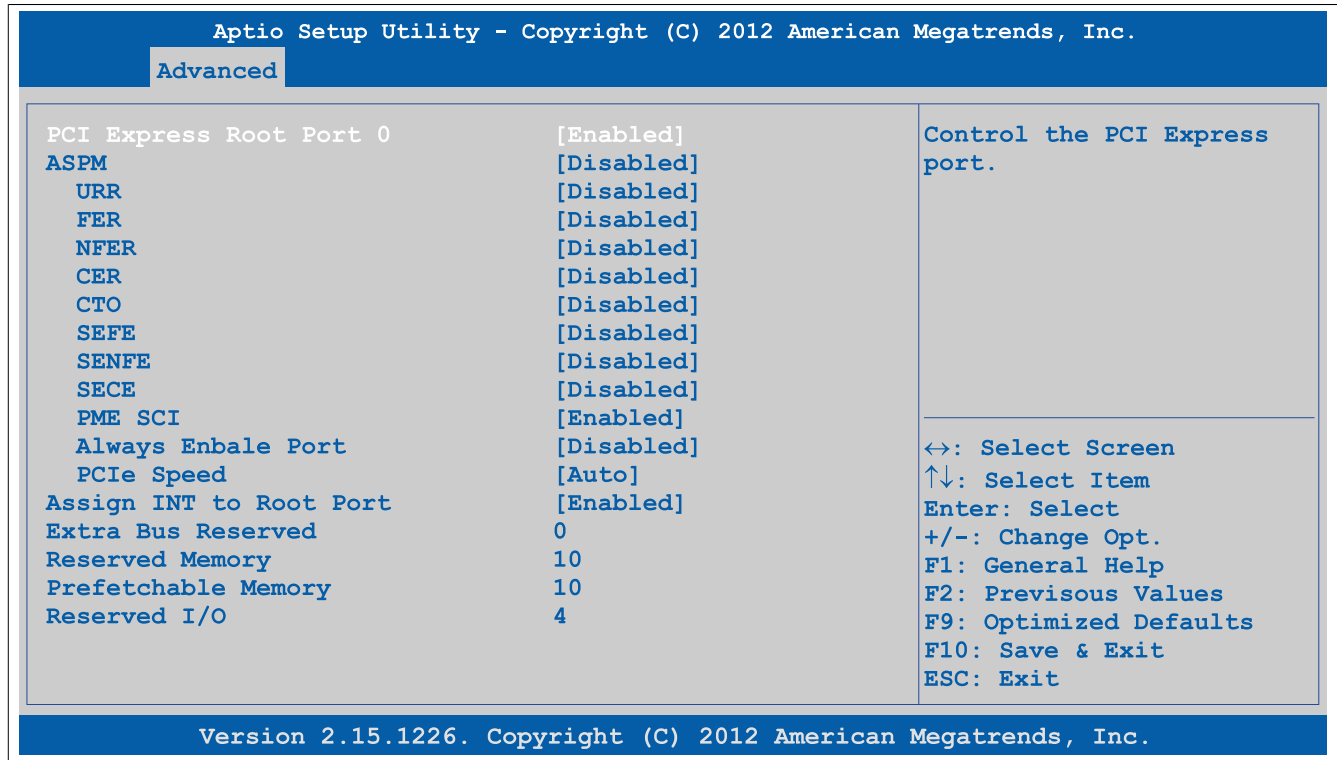 Aptio Setup Utility - Copyright (C) 2012 American Megatrends, Inc.
Advanced
PCI Express Root Port 0 [Enabled]
ASPM [Disabled]
URR [Disabled]
FER [Disabled]
NFER [Disabled]
CER [Disabled]
CTO [Disabled]
SEFE [Disabled]
SENFE [Disabled]
SECE [Disabled]
PME SCI [Enabled]
Always Enbale Port [Disabled]
PCIe Speed [Auto]
Assign INT to Root Port [Enabled]
Extra Bus Reserved 0
Reserved Memory 10
Prefetchable Memory 10
Reserved I/O 4
Control the PCI Express
port.
↔: Select Screen
↑↓: Select Item
Enter: Select
+/-: Change Opt.
F1: General Help
F2: Previsous Values
F9: Optimized Defaults
F10: Save & Exit
ESC: Exit
Version 2.15.1226. Copyright (C) 2012 American Megatrends, Inc.